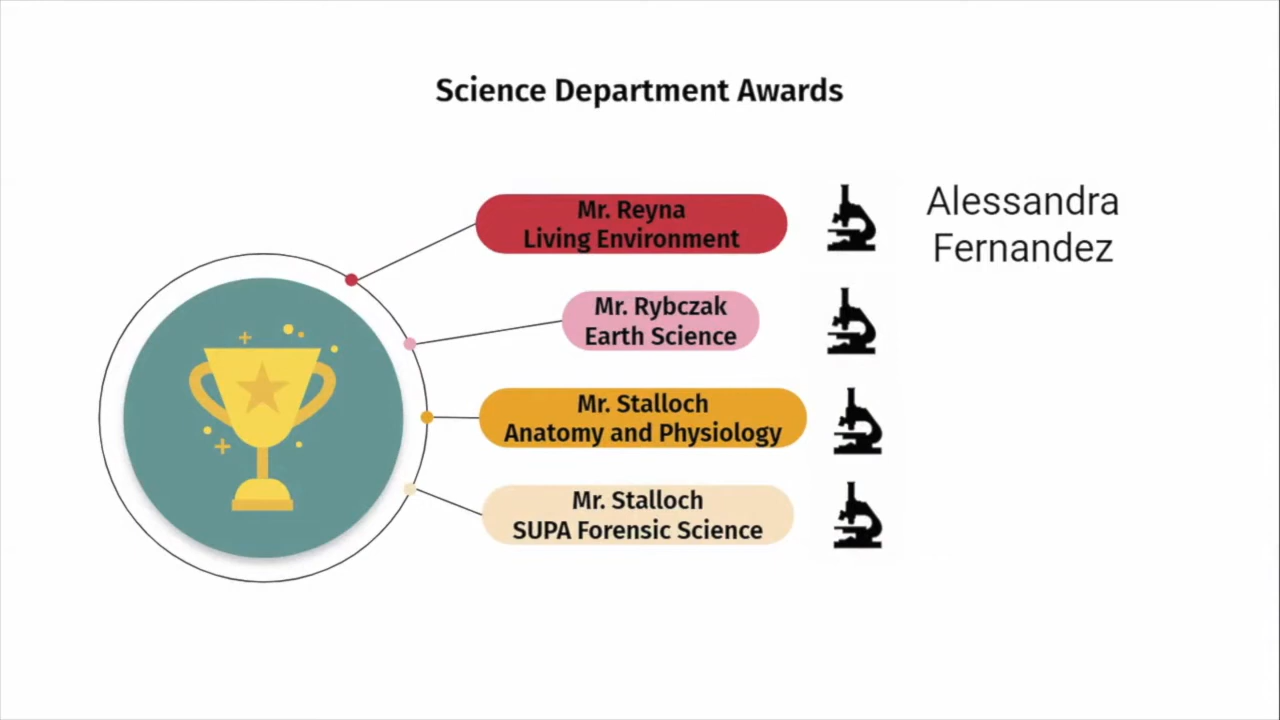 Science Department Awards
Mr. Reyna
Living Environment
Alessandra
Fernandez
Mr. Rybczak
Earth Science
Mr. Stalloch
Anatomy and Physiology
Mr. Stalloch
SUPA Forensic Science